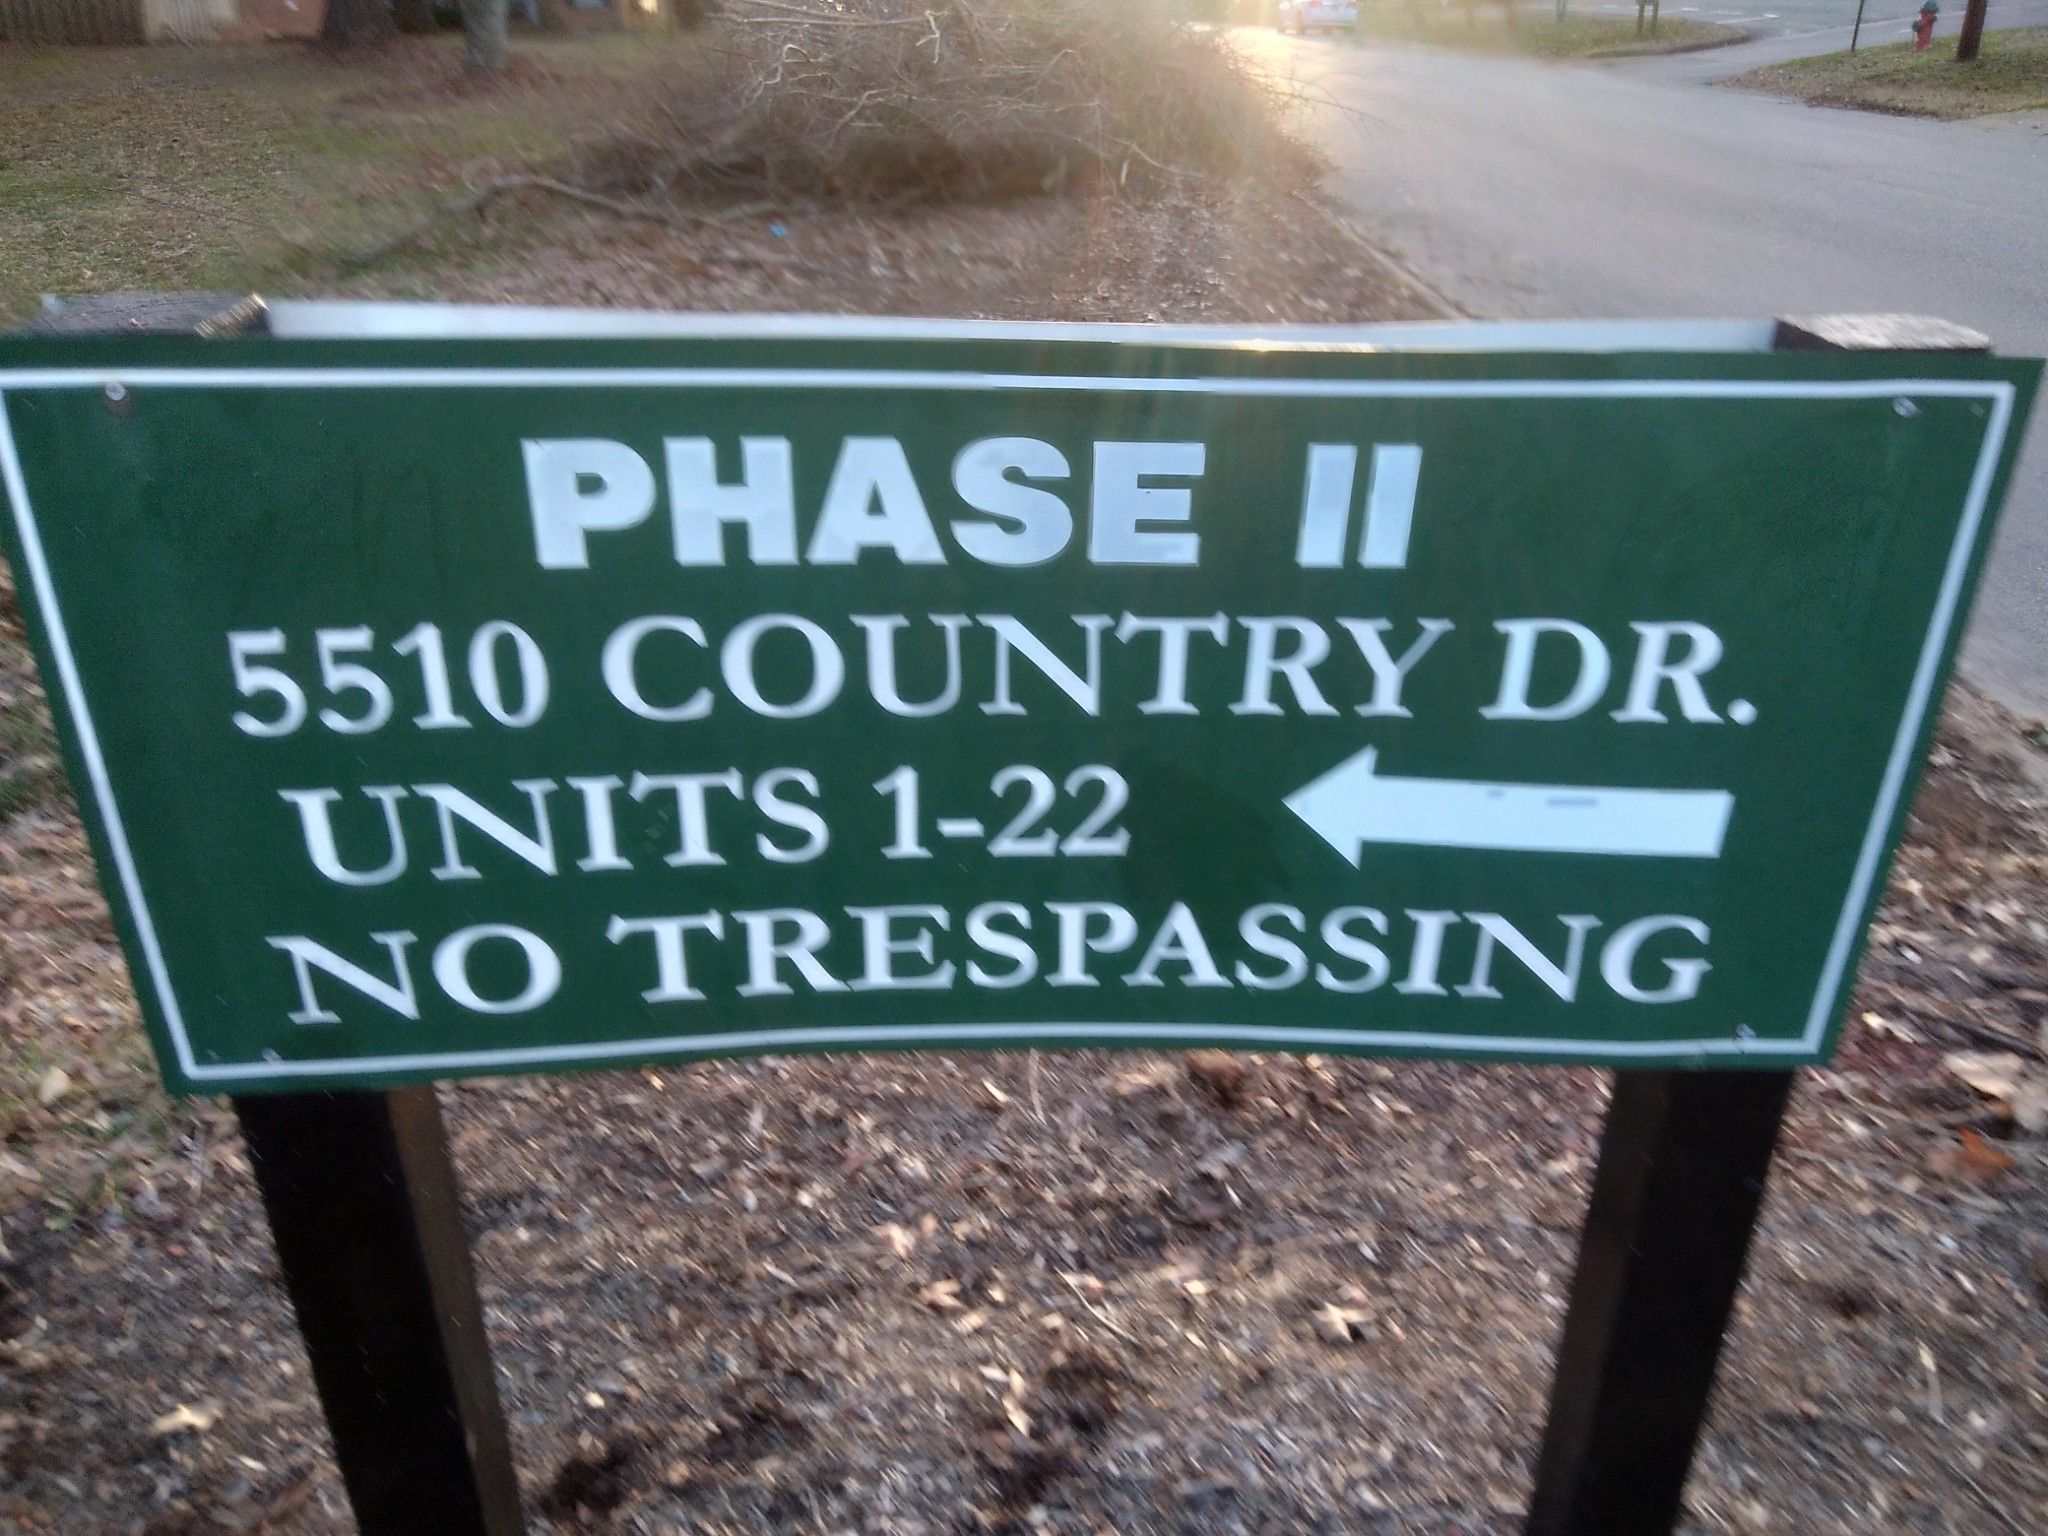 PHASE II
5510 COUNTRY DR.
UNITS 1-22
NO TRESPASSING